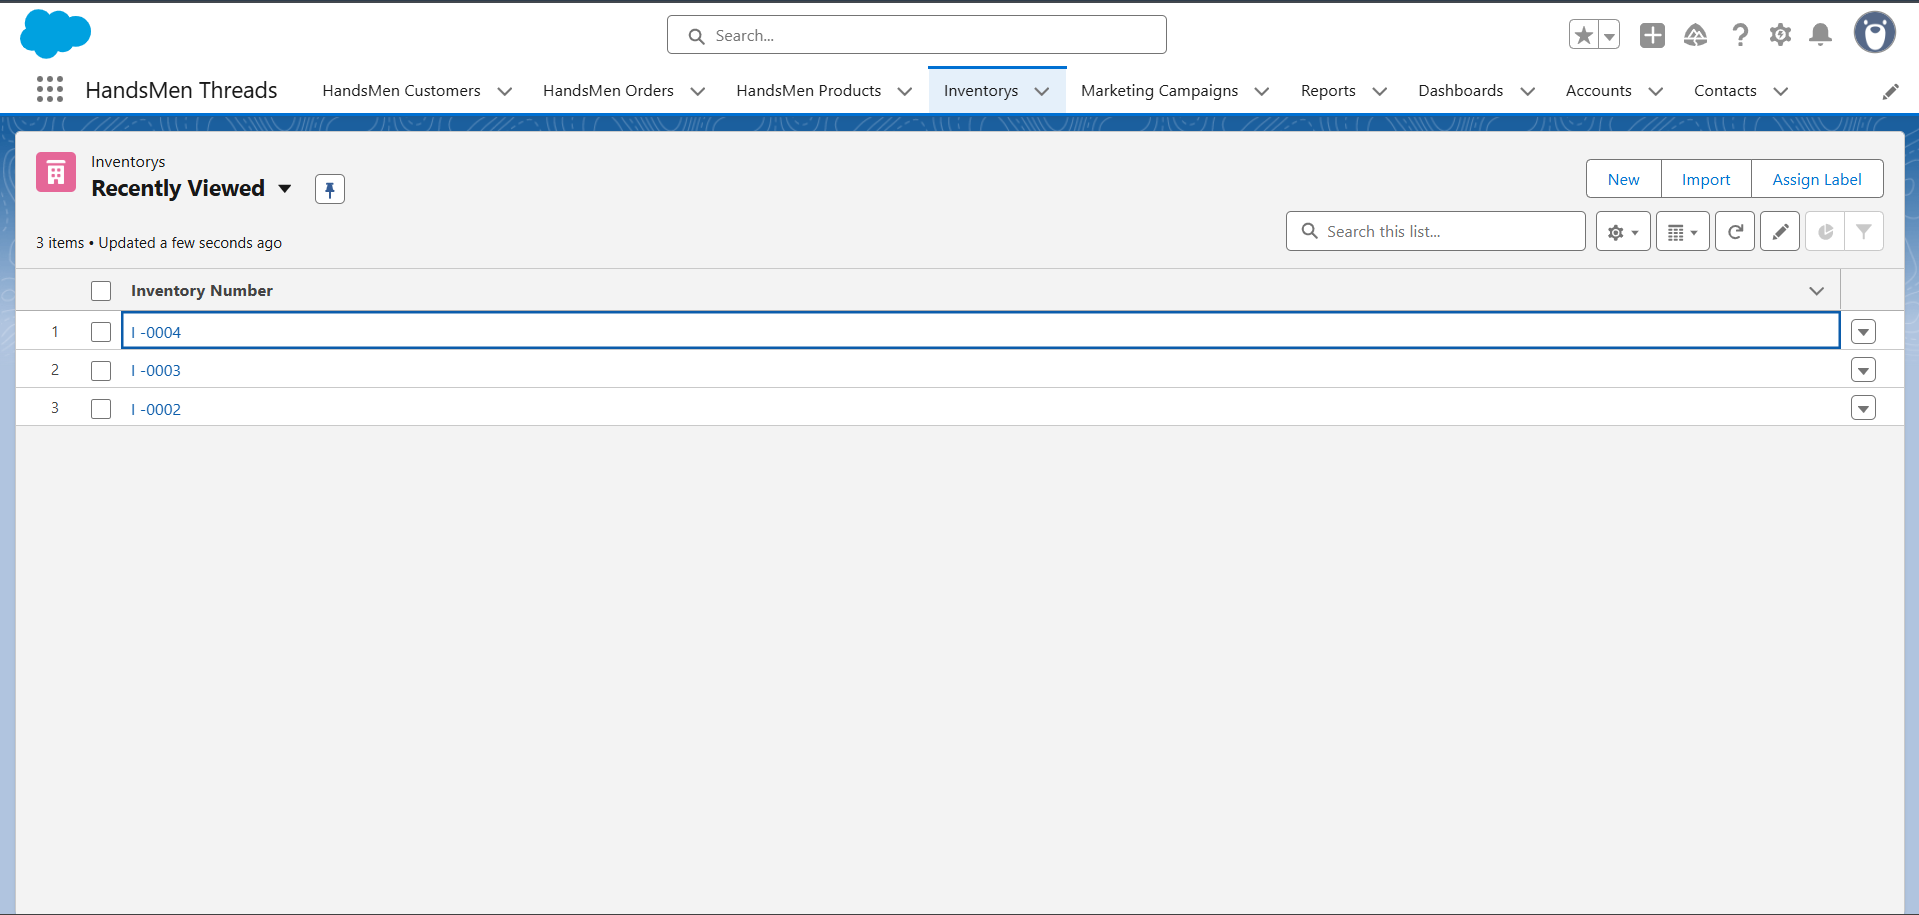 Search...
HandsMen Threads
HandsMen Customers
HandsMen Orders
HandsMen Products
Inventorys
Marketing Campaigns
Reports
Dashboards
Accounts
Contacts
Inventorys
Recently Viewed
New
Import
Assign Label
3 items • Updated a few seconds ago
Search this list...
Inventory Number
1 I -0004
2 I -0003
3 I -0002